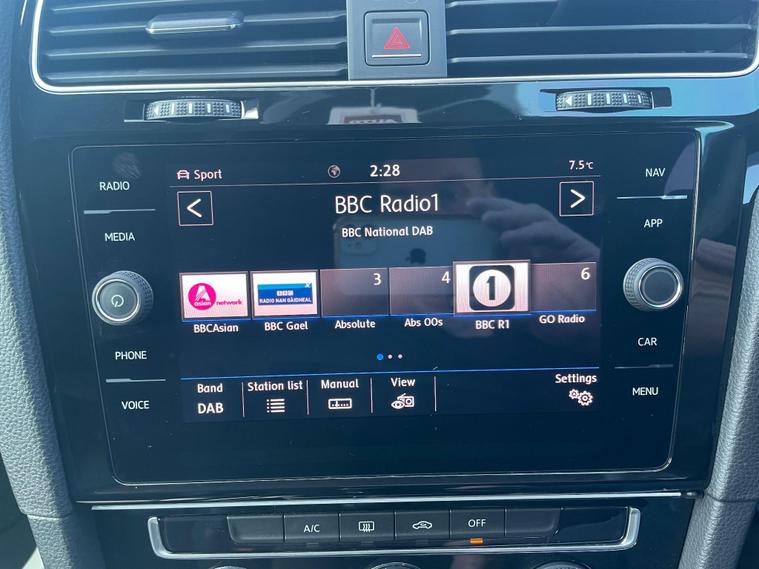 Sport 2:28 7.5°C
RADIO
MEDIA
PHONE
VOICE
BBC Radio1
BBC National DAB
A asian network
BBC
RADIO NAN GÀIDHEAL
3
4
1
6
BBCAsian
BBC Gael
Absolute
Abs 00s
BBC R1
GO Radio
Band
DAB
Station list
Manual
View
Settings
NAV
APP
CAR
MENU
A/C
OFF